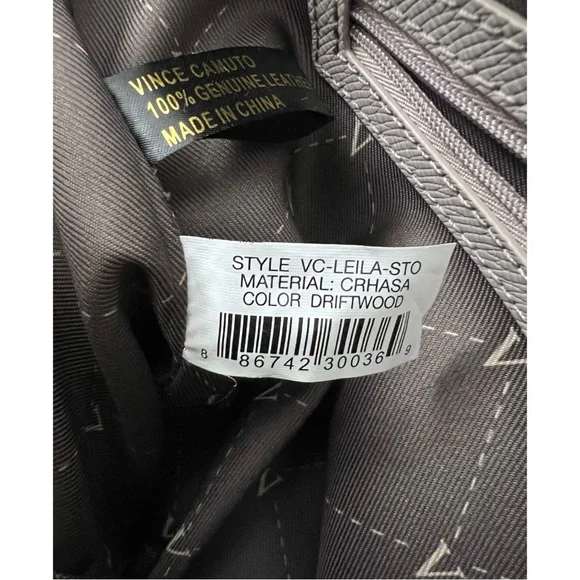 VINCE CAMUTO
100% GENUINE LEATHER
MADE IN CHINA
STYLE VC-LEILA-STO
MATERIAL: CRHASA
COLOR DRIFTWOOD
8 86742 30036 9